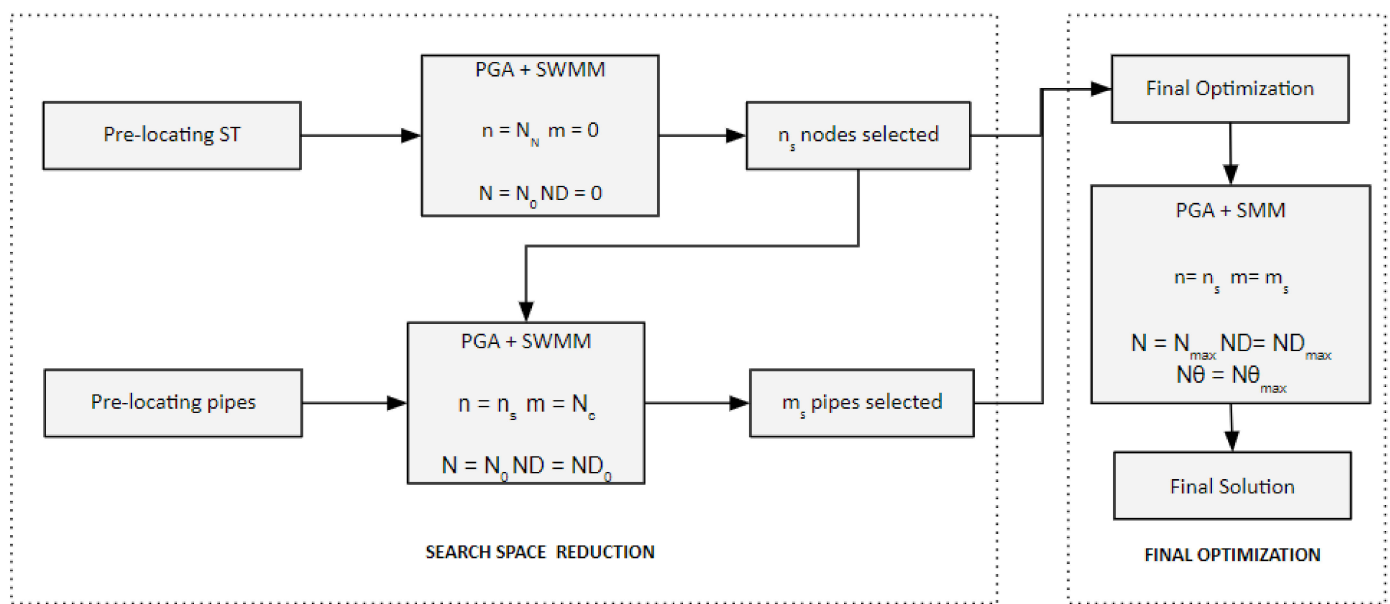 Pre-locating ST
PGA + SWMM
n = N_N m = 0
N = N_0 ND = 0
n_s nodes selected
Pre-locating pipes
PGA + SWMM
n = n_s m = N_c
N = N_0 ND = ND_0
m_s pipes selected
SEARCH SPACE REDUCTION
Final Optimization
PGA + SMM
n= n_s m= m_s
N = N_max ND= ND_max
Nθ = Nθ_max
Final Solution
FINAL OPTIMIZATION